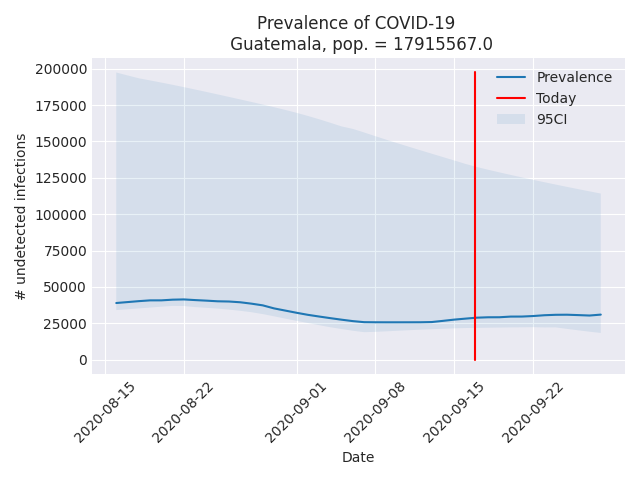 Prevalence of COVID-19
Guatemala, pop. = 17915567.0
# undetected infections
200000
175000
150000
125000
100000
75000
50000
25000
0
Prevalence
Today
95CI
2020-08-15
2020-08-22
2020-09-01
2020-09-08
2020-09-15
2020-09-22
Date